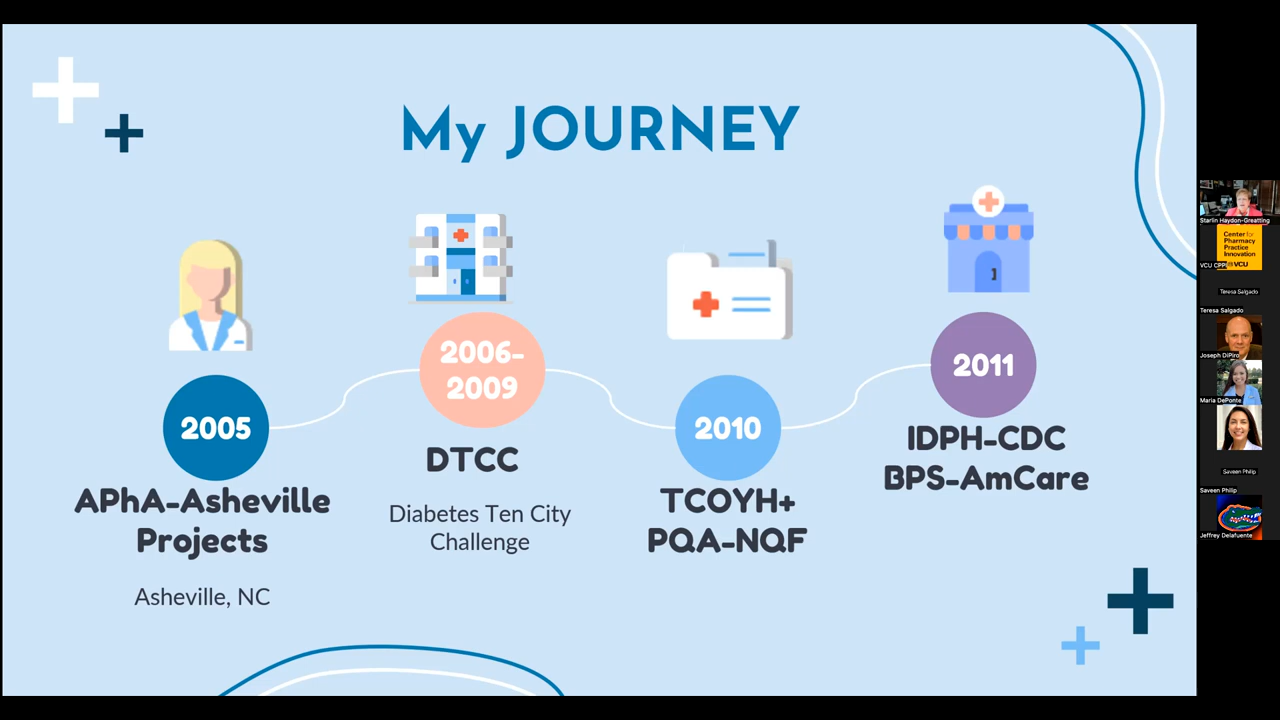 My JOURNEY
2005
APhA-Asheville
Projects
Asheville, NC
2006-
2009
DTCC
Diabetes Ten City
Challenge
2010
TCOYH+
PQA-NQF
2011
IDPH-CDC
BPS-AmCare
Starlin Haydon-Greatting
Center for
Pharmacy
Practice
Innovation
VCU
VCU CPPI
Teresa Salgado
Teresa Salgado
Joseph DiPiro
Maria DePonte
Saveen Philip
Saveen Philip
Jeffrey Delafuente